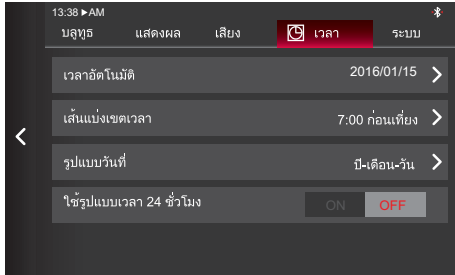 13:38 ►AM
บลูทูธ แสดงผล เสียง เวลา ระบบ
เวลาอัตโนมัติ 2016/01/15
เส้นแบ่งเขตเวลา 7:00 ก่อนเที่ยง
รูปแบบวันที่ ปี-เดือน-วัน
ใช้รูปแบบเวลา 24 ชั่วโมง ON OFF